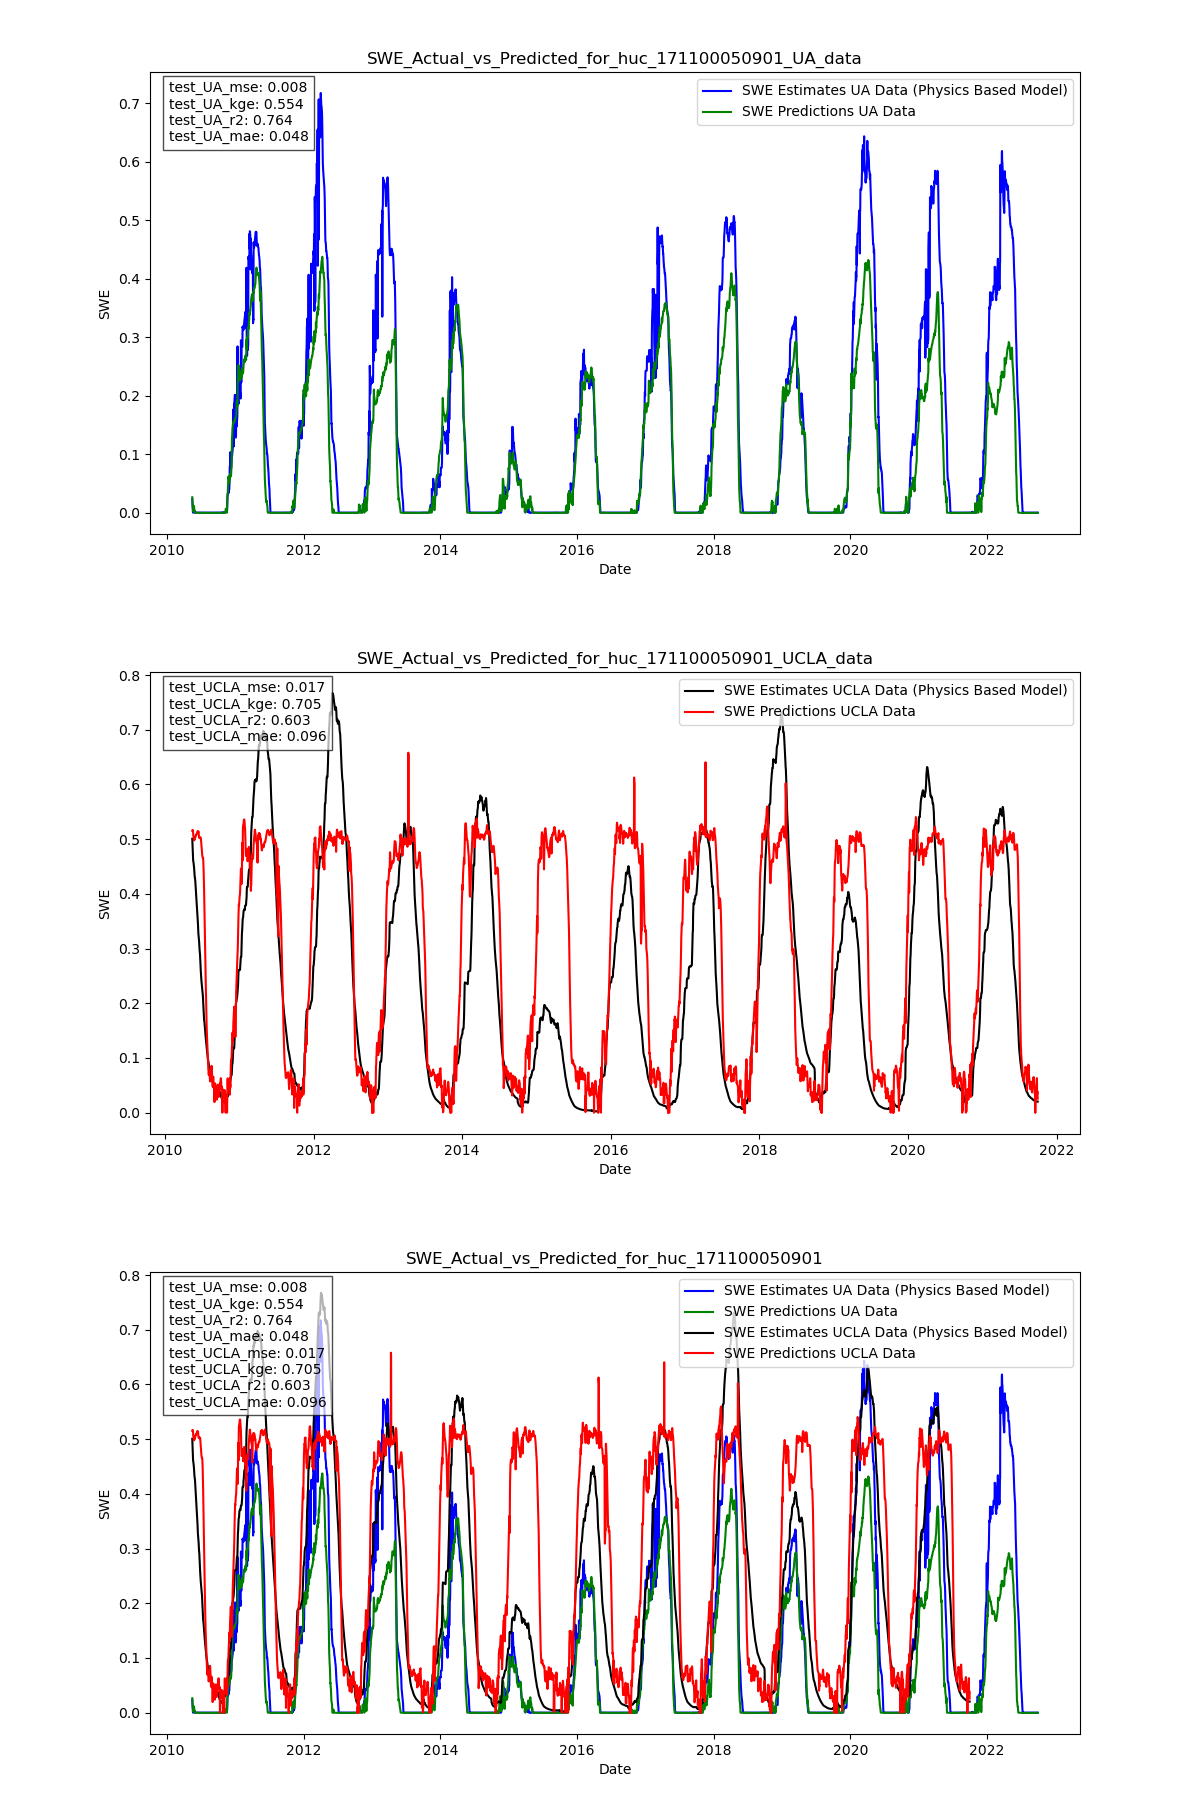 SWE_Actual_vs_Predicted_for_huc_171100050901_UA_data
test_UA_mse: 0.008
test_UA_kge: 0.554
test_UA_r2: 0.764
test_UA_mae: 0.048
SWE Estimates UA Data (Physics Based Model)
SWE Predictions UA Data
0.7
0.6
0.5
0.4
0.3
0.2
0.1
0.0
SWE
2010 2012 2014 2016 2018 2020 2022
Date
SWE_Actual_vs_Predicted_for_huc_171100050901_UCLA_data
test_UCLA_mse: 0.017
test_UCLA_kge: 0.705
test_UCLA_r2: 0.603
test_UCLA_mae: 0.096
SWE Estimates UCLA Data (Physics Based Model)
SWE Predictions UCLA Data
0.8
0.7
0.6
0.5
0.4
0.3
0.2
0.1
0.0
SWE
2010 2012 2014 2016 2018 2020 2022
Date
SWE_Actual_vs_Predicted_for_huc_171100050901
test_UA_mse: 0.008
test_UA_kge: 0.554
test_UA_r2: 0.764
test_UA_mae: 0.048
test_UCLA_mse: 0.017
test_UCLA_kge: 0.705
test_UCLA_r2: 0.603
test_UCLA_mae: 0.096
SWE Estimates UA Data (Physics Based Model)
SWE Predictions UA Data
SWE Estimates UCLA Data (Physics Based Model)
SWE Predictions UCLA Data
0.8
0.7
0.6
0.5
0.4
0.3
0.2
0.1
0.0
SWE
2010 2012 2014 2016 2018 2020 2022
Date